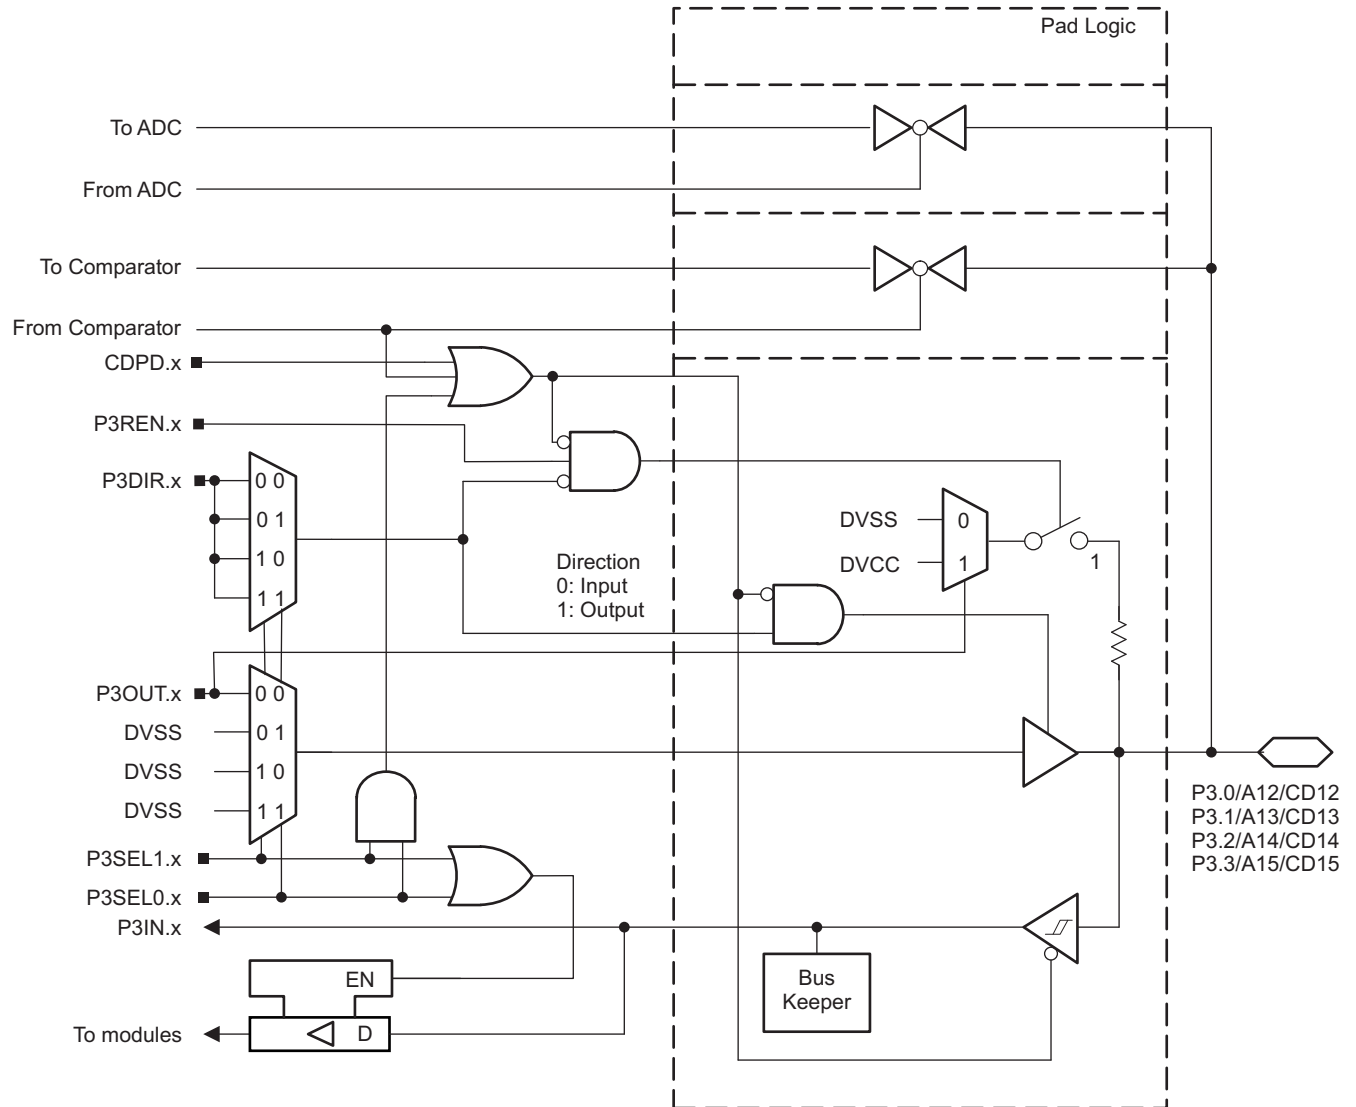 Pad Logic
To ADC
From ADC
To Comparator
From Comparator
CDPD.x
P3REN.x
P3DIR.x
0 0
0 1
1 0
1 1
Direction
0: Input
1: Output
DVSS
DVCC
0
1
1
P3OUT.x
DVSS
DVSS
DVSS
0 0
0 1
1 0
1 1
P3SEL1.x
P3SEL0.x
P3IN.x
P3.0/A12/CD12
P3.1/A13/CD13
P3.2/A14/CD14
P3.3/A15/CD15
Bus
Keeper
EN
D
To modules